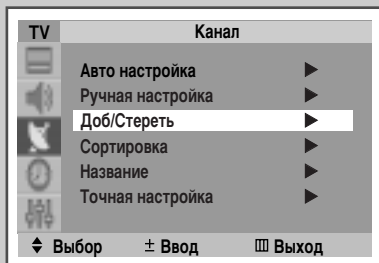 TV Канал
Авто настройка
Ручная настройка
Доб/Стереть
Сортировка
Название
Точная настройка
Выбор ± Ввод Выход